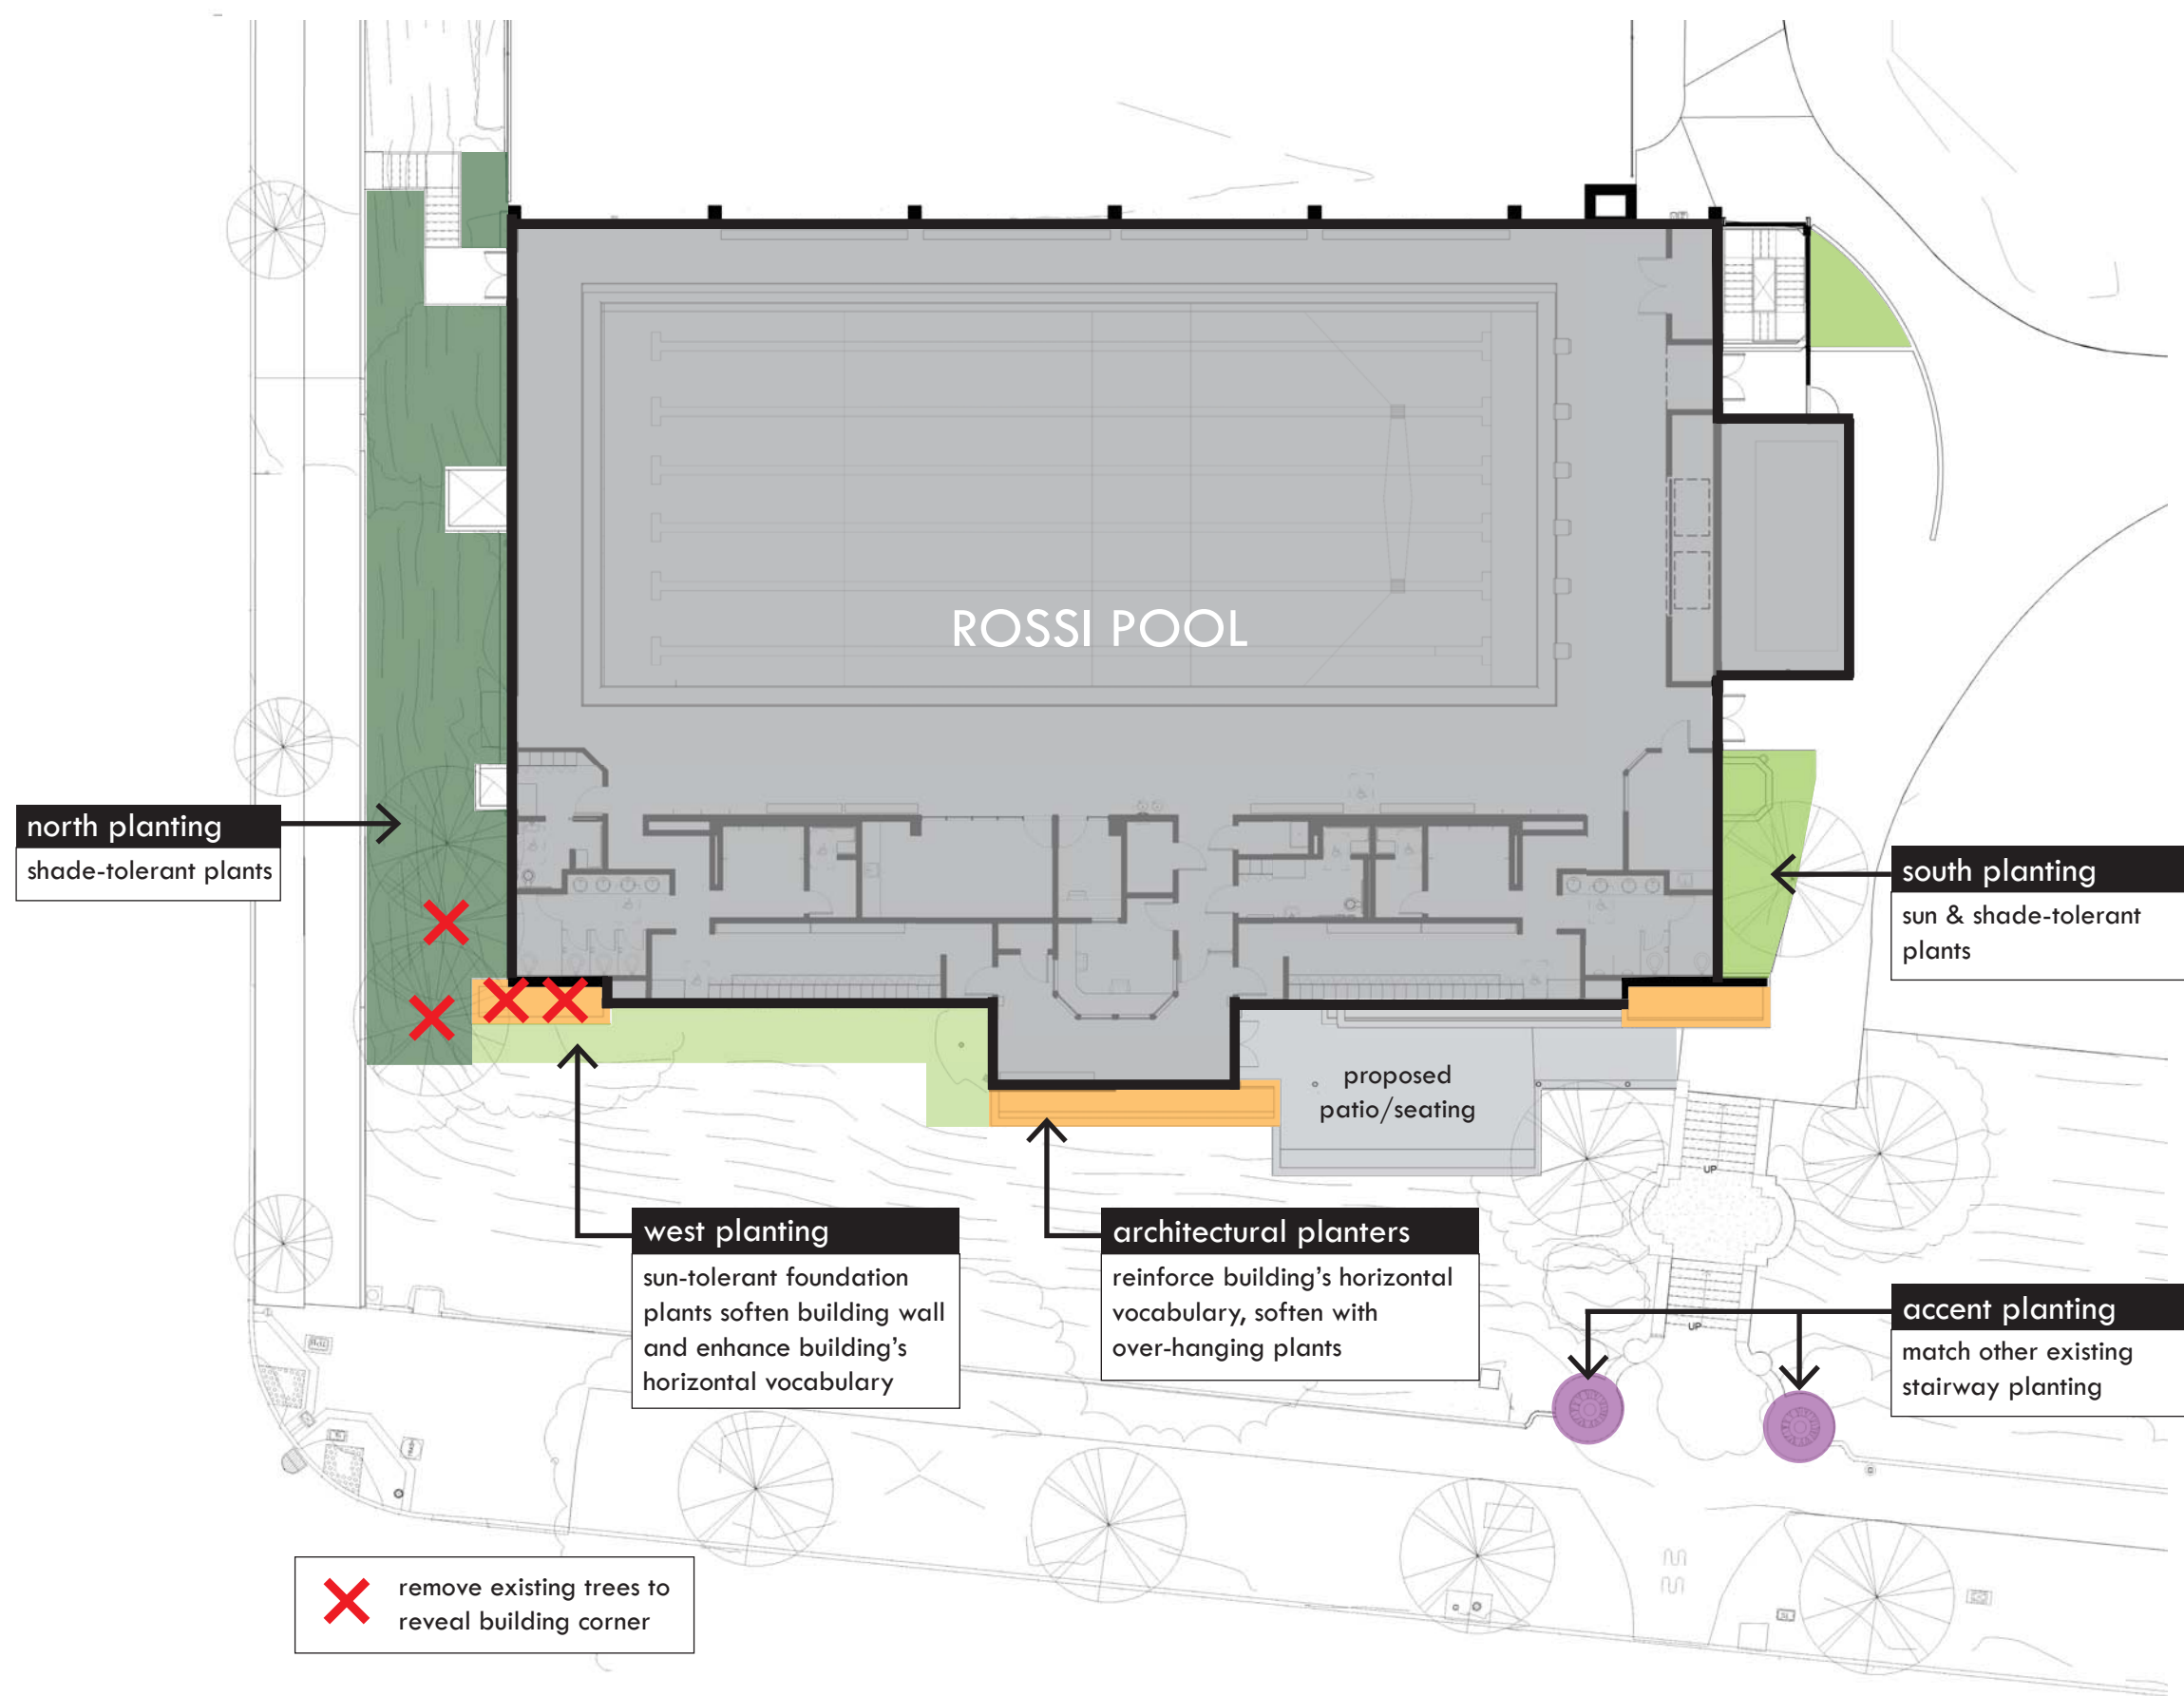 ROSSI POOL
north planting
shade-tolerant plants
south planting
sun & shade-tolerant
plants
proposed
patio/seating
UP
west planting
sun-tolerant foundation
plants soften building wall
and enhance building's
horizontal vocabulary
architectural planters
reinforce building's horizontal
vocabulary, soften with
over-hanging plants
accent planting
match other existing
stairway planting
UP
remove existing trees to
reveal building corner